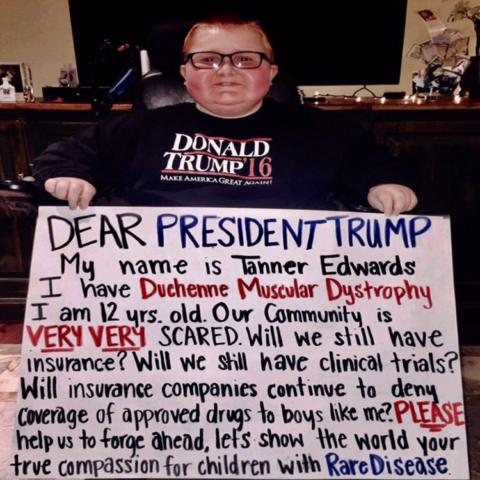 DONALD
TRUMP '16
MAKE AMERICA GREAT AGAIN!
DEAR PRESIDENT TRUMP
My name is Tanner Edwards
I have Duchenne Muscular Dystrophy
I am 12 yrs. old. Our Community is
VERY VERY SCARED. Will we still have
insurance? Will we still have clinical trials?
Will insurance companies continue to deny
coverage of approved drugs to boys like me? PLEASE
help us to forge ahead, let's show the world your
true compassion for children with Rare Disease.